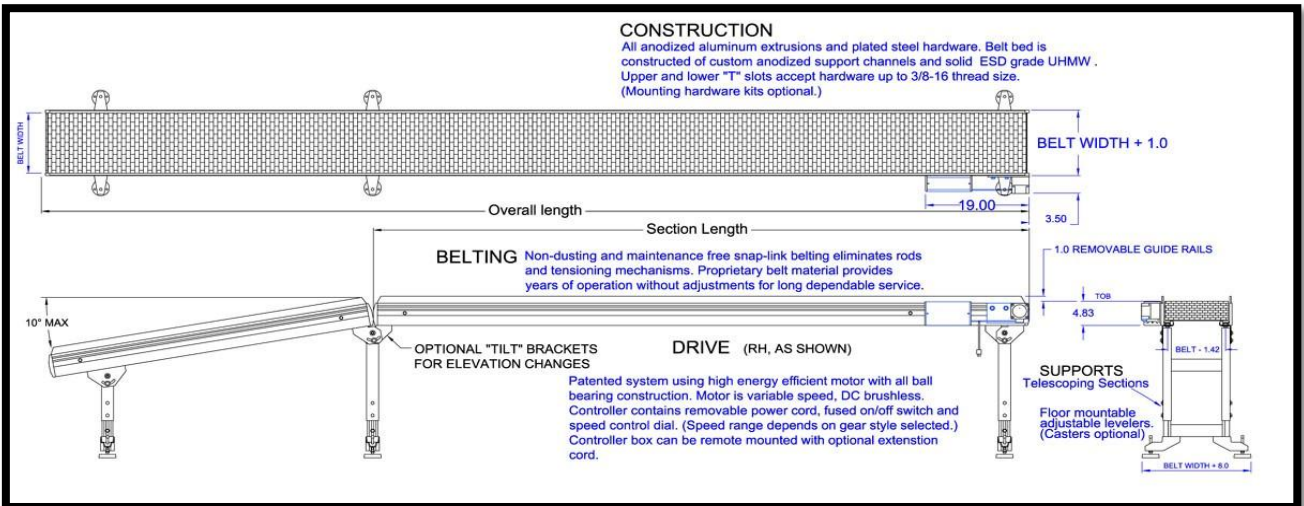 CONSTRUCTION
All anodized aluminum extrusions and plated steel hardware. Belt bed is
constructed of custom anodized support channels and solid ESD grade UHMW .
Upper and lower "T" slots accept hardware up to 3/8-16 thread size.
(Mounting hardware kits optional.)
BELT WIDTH
BELT WIDTH + 1.0
19.00
3.50
Overall length
Section Length
BELTING Non-dusting and maintenance free snap-link belting eliminates rods
and tensioning mechanisms. Proprietary belt material provides
years of operation without adjustments for long dependable service.
1.0 REMOVABLE GUIDE RAILS
TOB
4.83
10° MAX
OPTIONAL "TILT" BRACKETS
FOR ELEVATION CHANGES
DRIVE (RH, AS SHOWN)
Patented system using high energy efficient motor with all ball
bearing construction. Motor is variable speed, DC brushless.
Controller contains removable power cord, fused on/off switch and
speed control dial. (Speed range depends on gear style selected.)
Controller box can be remote mounted with optional extenstion
cord.
BELT - 1.42
SUPPORTS
Telescoping Sections
Floor mountable
adjustable levelers.
(Casters optional)
BELT WIDTH + 8.0